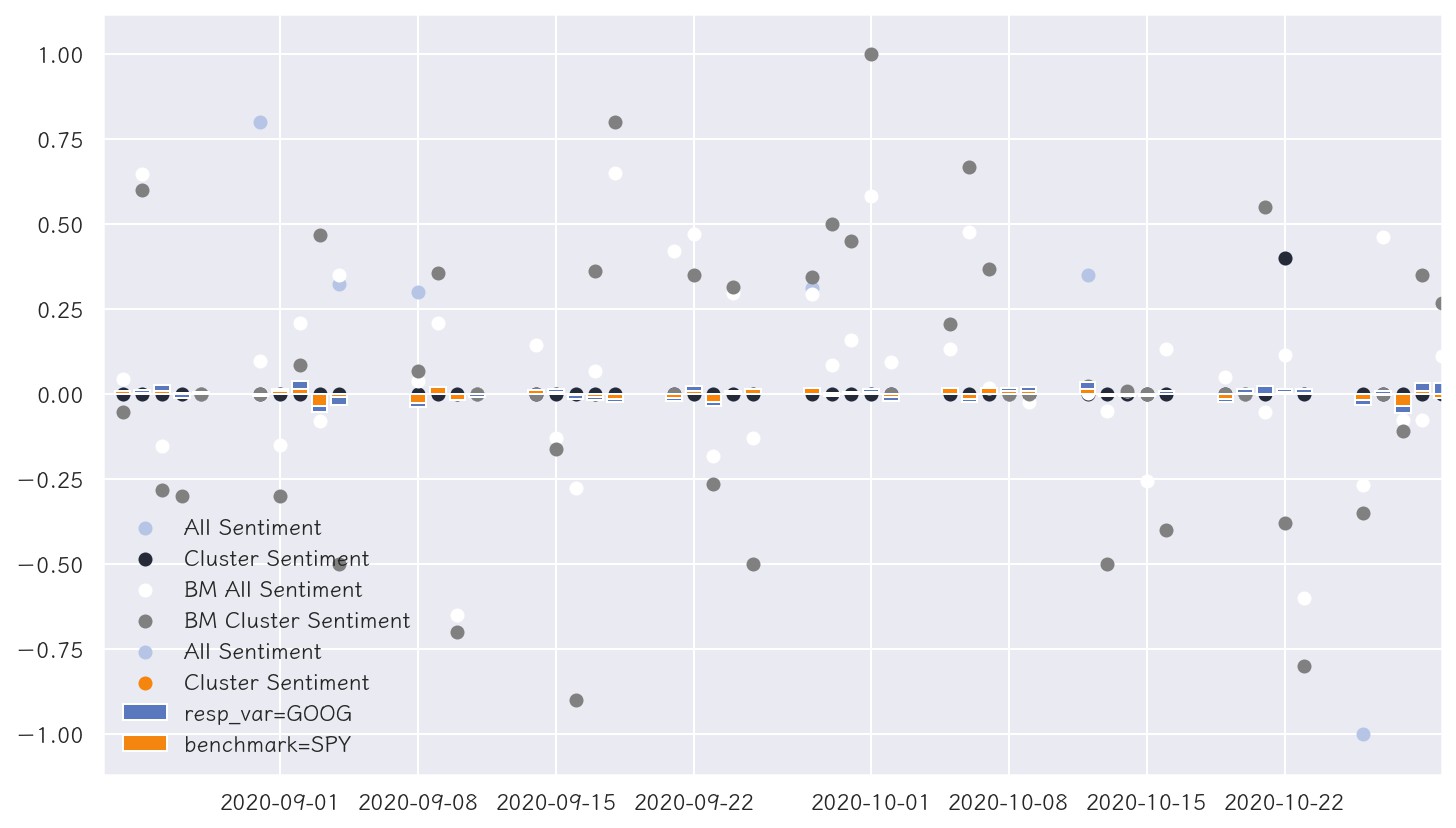 1.00
0.75
0.50
0.25
0.00
−0.25
−0.50
−0.75
−1.00
All Sentiment
Cluster Sentiment
BM All Sentiment
BM Cluster Sentiment
All Sentiment
Cluster Sentiment
resp_var=GOOG
benchmark=SPY
2020-09-01 2020-09-08 2020-09-15 2020-09-22 2020-10-01 2020-10-08 2020-10-15 2020-10-22